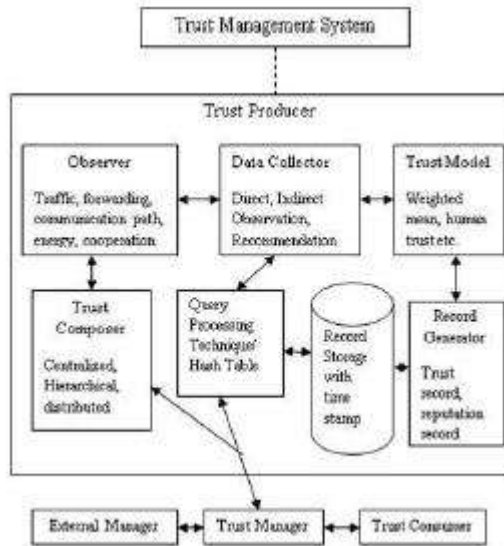 Trust Management System
Trust Producer
Observer
Traffic, forwarding,
communication path,
energy, cooperation
Data Collector
Direct, Indirect
Observation,
Recommendation
Trust Model
Weighted
mean, human
trust etc.
Trust
Composer
Centralized,
Hierarchical,
distributed
Query
Processing
Technique/
Hash Table
Record
Storage
with
time
stamp
Record
Generator
Trust
record,
reputation
record
External Manager
Trust Manager
Trust Consumer